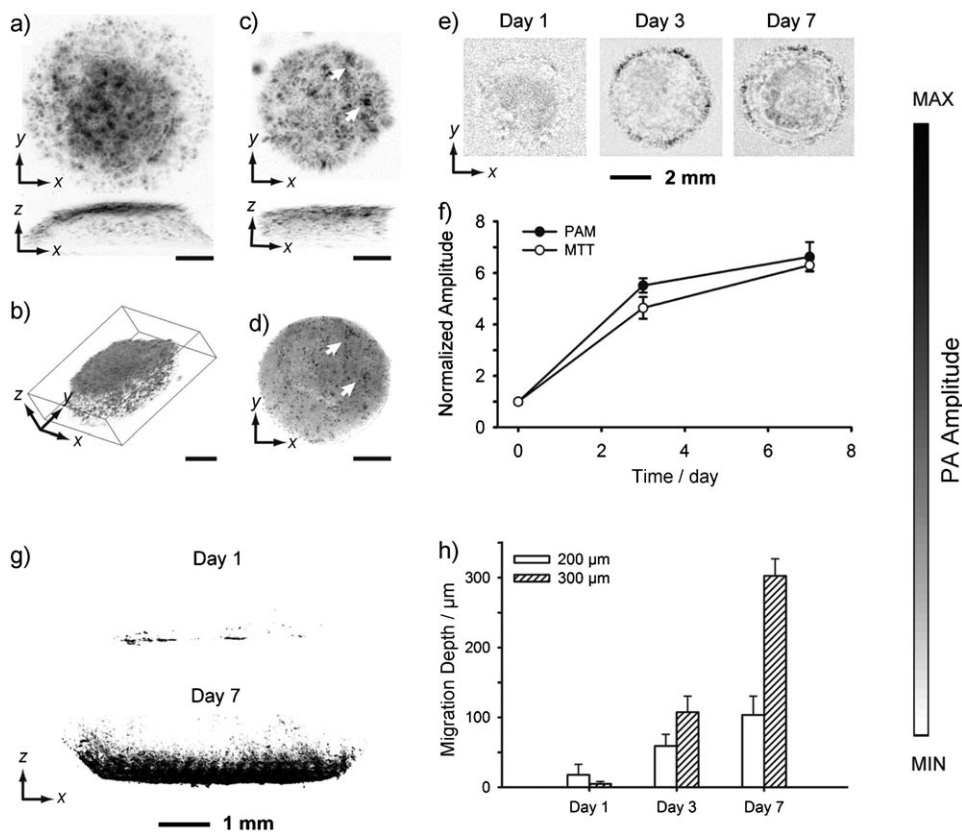 a)
y
x
z
x
c)
y
x
z
x
b)
z
y
x
d)
y
x
e)
Day 1 Day 3 Day 7
y
x
2 mm
f)
PAM
MTT
Normalized Amplitude
8
6
4
2
0
0 2 4 6 8
Time / day
g)
Day 1
Day 7
z
x
1 mm
h)
200 µm
300 µm
Migration Depth / µm
300
200
100
0
Day 1 Day 3 Day 7
MAX
PA Amplitude
MIN